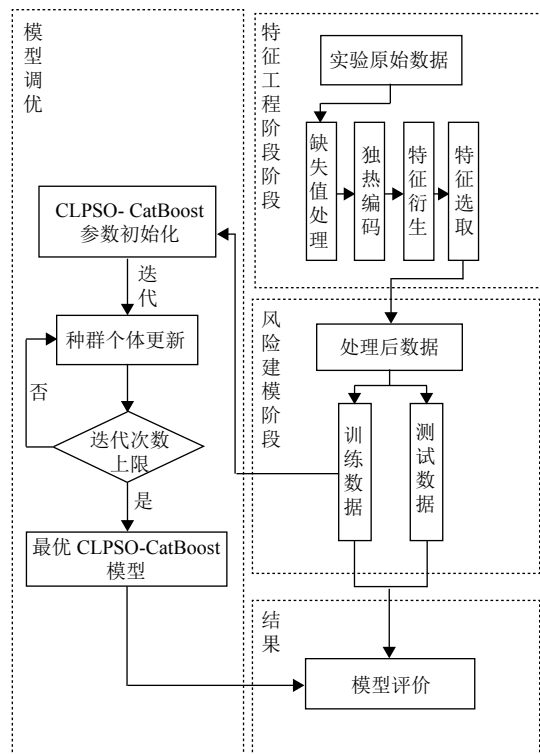 模型调优
CLPSO- CatBoost
参数初始化
迭代
种群个体更新
否
迭代次数
上限
是
最优 CLPSO-CatBoost
模型
特征工程阶段阶段
实验原始数据
缺失值处理
独热编码
特征衍生
特征选取
风险建模阶段
处理后数据
训练数据
测试数据
结果
模型评价